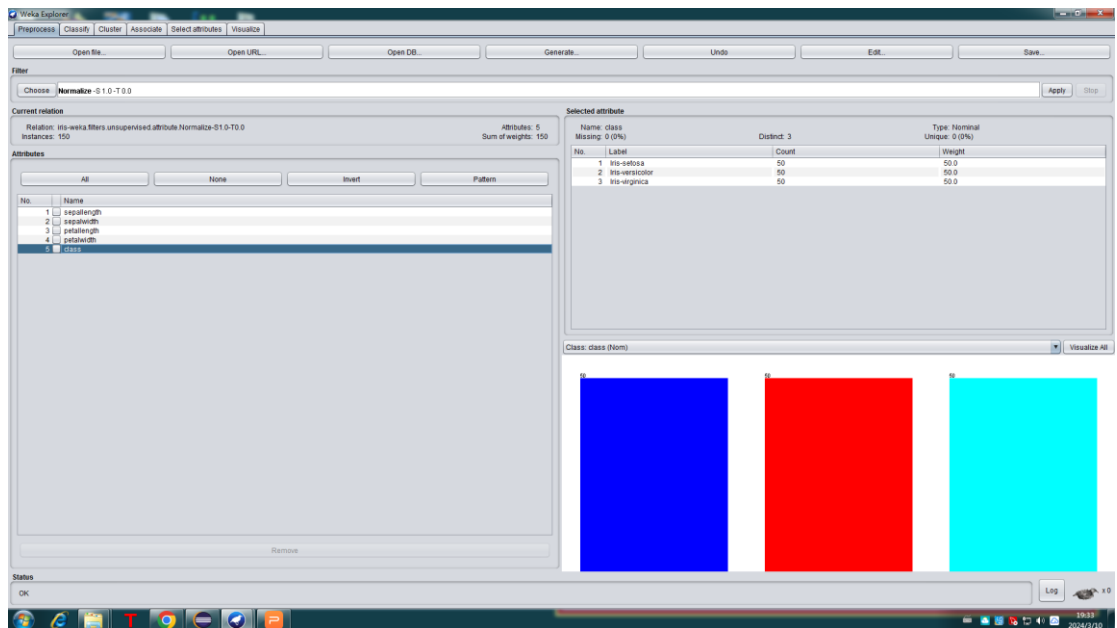 Weka Explorer
Preprocess Classify Cluster Associate Select attributes Visualize
Open file... Open URL... Open DB... Generate... Undo Edit... Save...
Filter
Choose Normalize -S 1.0 -T 0.0 Apply Stop
Current relation
Relation: iris-weka.filters.unsupervised.attribute.Normalize-S1.0-T0.0 Attributes: 5
Instances: 150 Sum of weights: 150
Selected attribute
Name: class Type: Nominal
Missing: 0 (0%) Distinct: 3 Unique: 0 (0%)
No. Label Count Weight
1 Iris-setosa 50 50.0
2 Iris-versicolor 50 50.0
3 Iris-virginica 50 50.0
Attributes
All None Invert Pattern
No. Name
1 sepallength
2 sepalwidth
3 petallength
4 petalwidth
5 class
Remove
Class: class (Nom) Visualize All
50 50 50
Status
OK Log x 0
19:33
2024/3/10